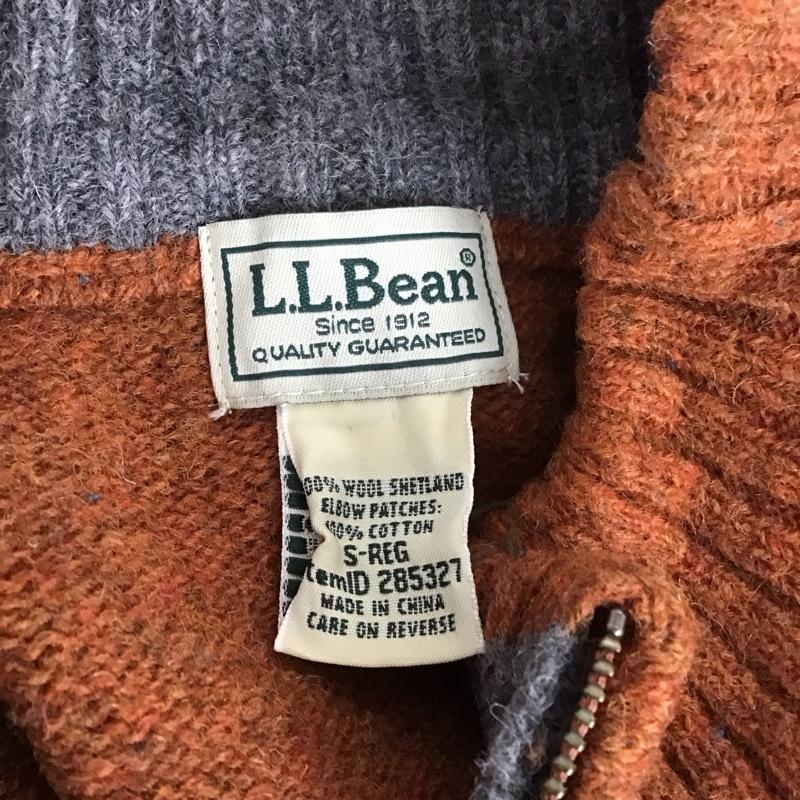 L.L.Bean®
Since 1912
QUALITY GUARANTEED
00% WOOL SHETLAND
ELBOW PATCHES:
100% COTTON
S-REG
temID 285327
MADE IN CHINA
CARE ON REVERSE